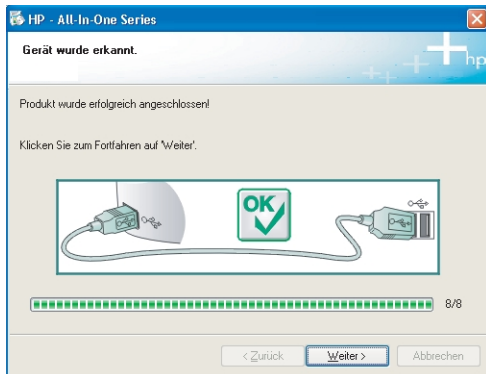 HP - All-In-One Series
Gerät wurde erkannt.
hp
Produkt wurde erfolgreich angeschlossen!
Klicken Sie zum Fortfahren auf 'Weiter'.
OK
8/8
< Zurück
Weiter >
Abbrechen